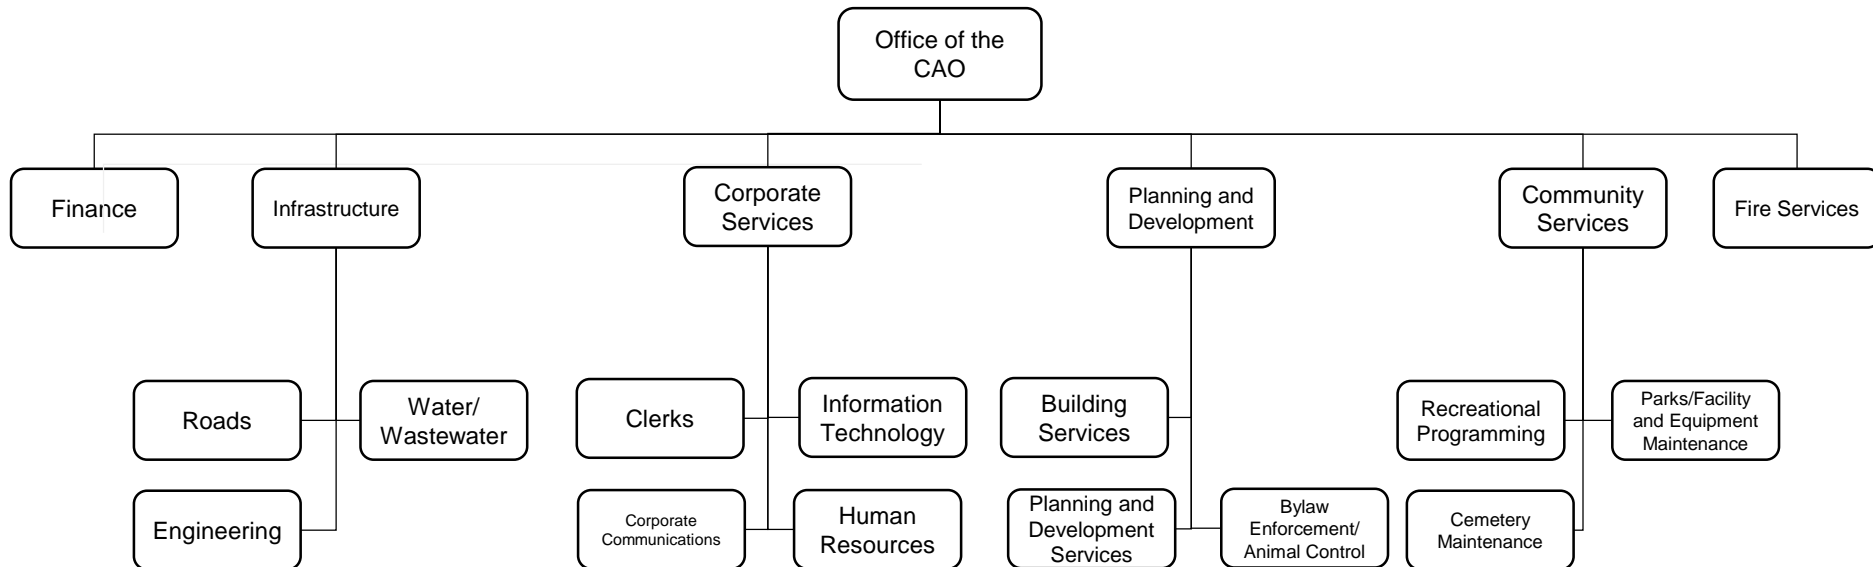 Office of the
CAO
Finance
Infrastructure
Corporate
Services
Planning and
Development
Community
Services
Fire Services
Roads
Water/
Wastewater
Clerks
Information
Technology
Building
Services
Recreational
Programming
Parks/Facility
and Equipment
Maintenance
Engineering
Corporate
Communications
Human
Resources
Planning and
Development
Services
Bylaw
Enforcement/
Animal Control
Cemetery
Maintenance